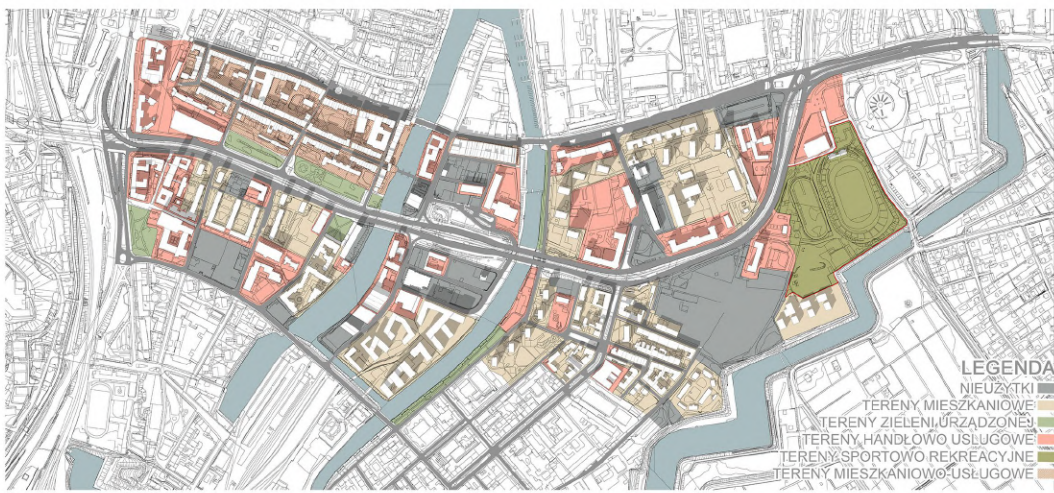 LEGENDA
NIEUŻYTKI
TERENY MIESZKANIOWE
TERENY ZIELENI URZĄDZONEJ
TERENY HANDLOWO USŁUGOWE
TERENY SPORTOWO REKREACYJNE
TERENY MIESZKANIOWO-USŁUGOWE